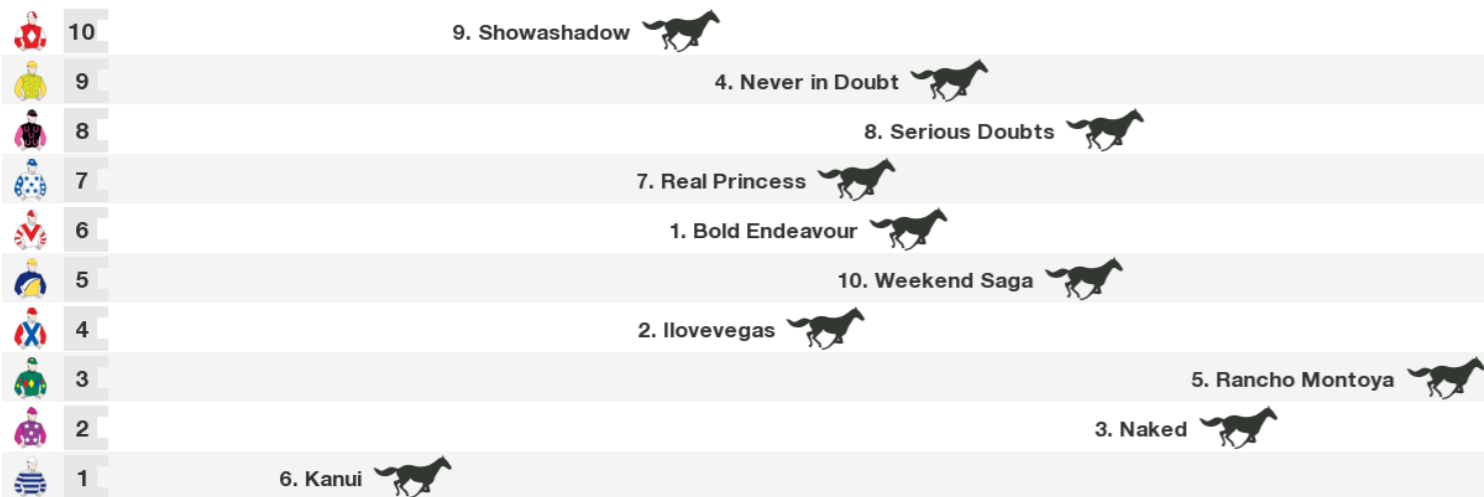 10 9. Showashadow
9 4. Never in Doubt
8 8. Serious Doubts
7 7. Real Princess
6 1. Bold Endeavour
5 10. Weekend Saga
4 2. Ilovevegas
3 5. Rancho Montoya
2 3. Naked
1 6. Kanui